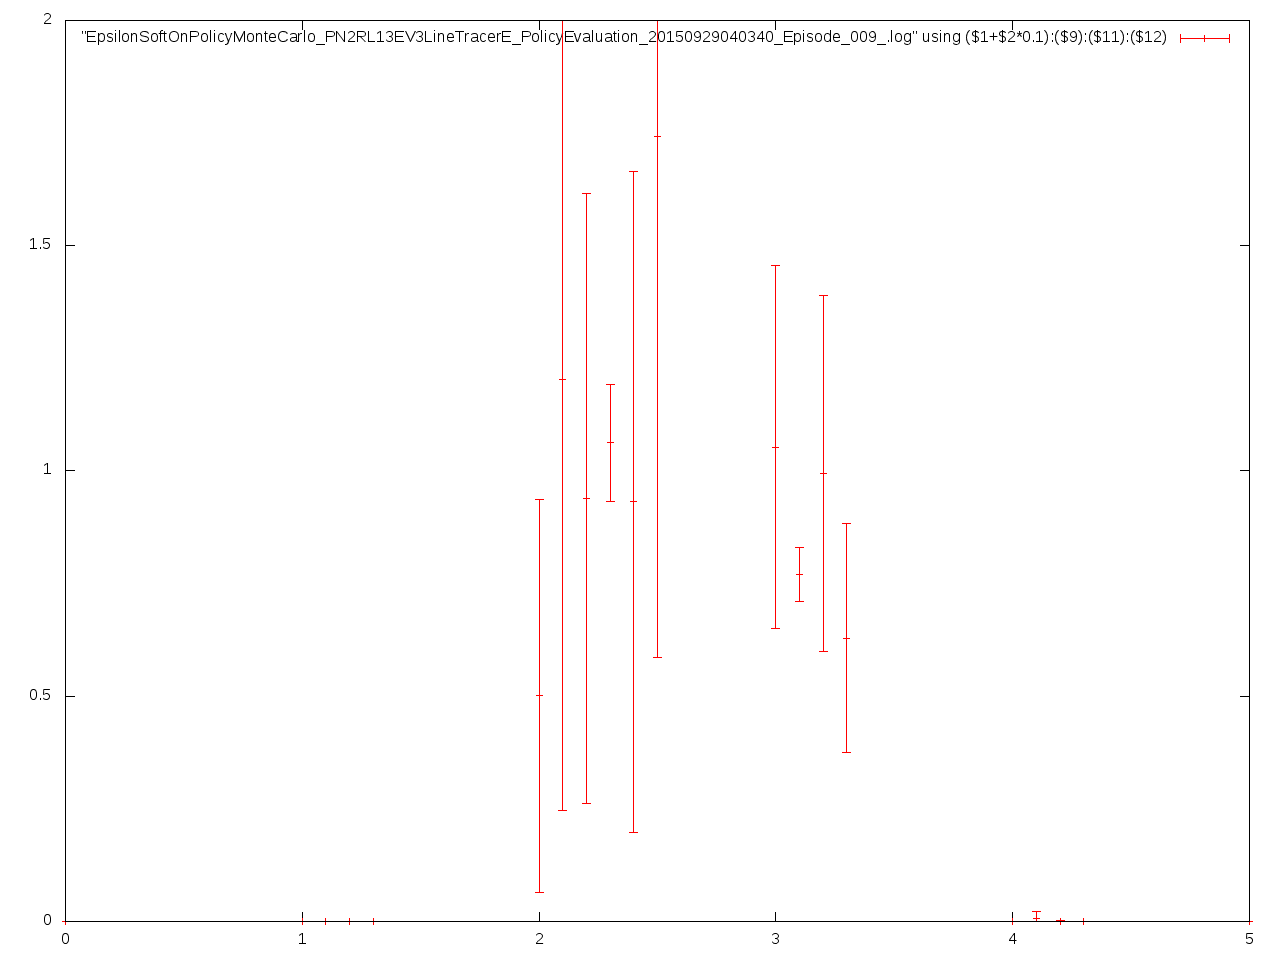 2
"EpsilonSoftOnPolicyMonteCarlo_PN2RL13EV3LineTracerE_PolicyEvaluation_20150929040340_Episode_009_.log" using ($1+$2*0.1):($9):($11):($12)
1.5
1
0.5
0
0 1 2 3 4 5